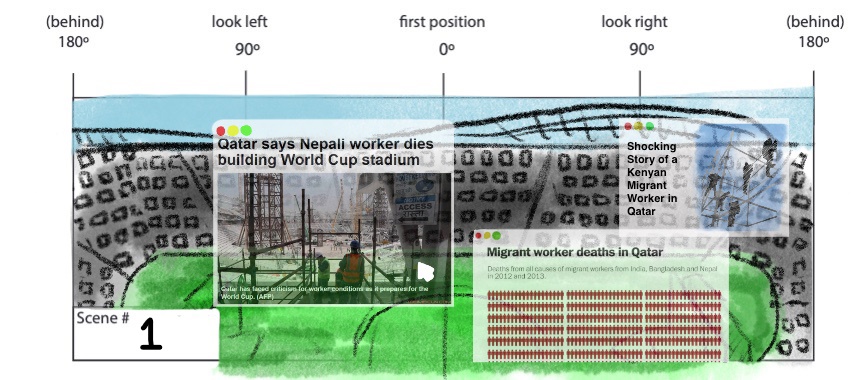 (behind)
180º
look left
90º
first position
0º
look right
90º
(behind)
180º
Qatar says Nepali worker dies
building World Cup stadium
ACCESS
Qatar has faced criticism for worker conditions as it prepares for the
World Cup. (AFP)
Shocking
Story of a
Kenyan
Migrant
Worker in
Qatar
Migrant worker deaths in Qatar
Deaths from all causes of migrant workers from India, Bangladesh and Nepal
in 2012 and 2013.
Scene #
1